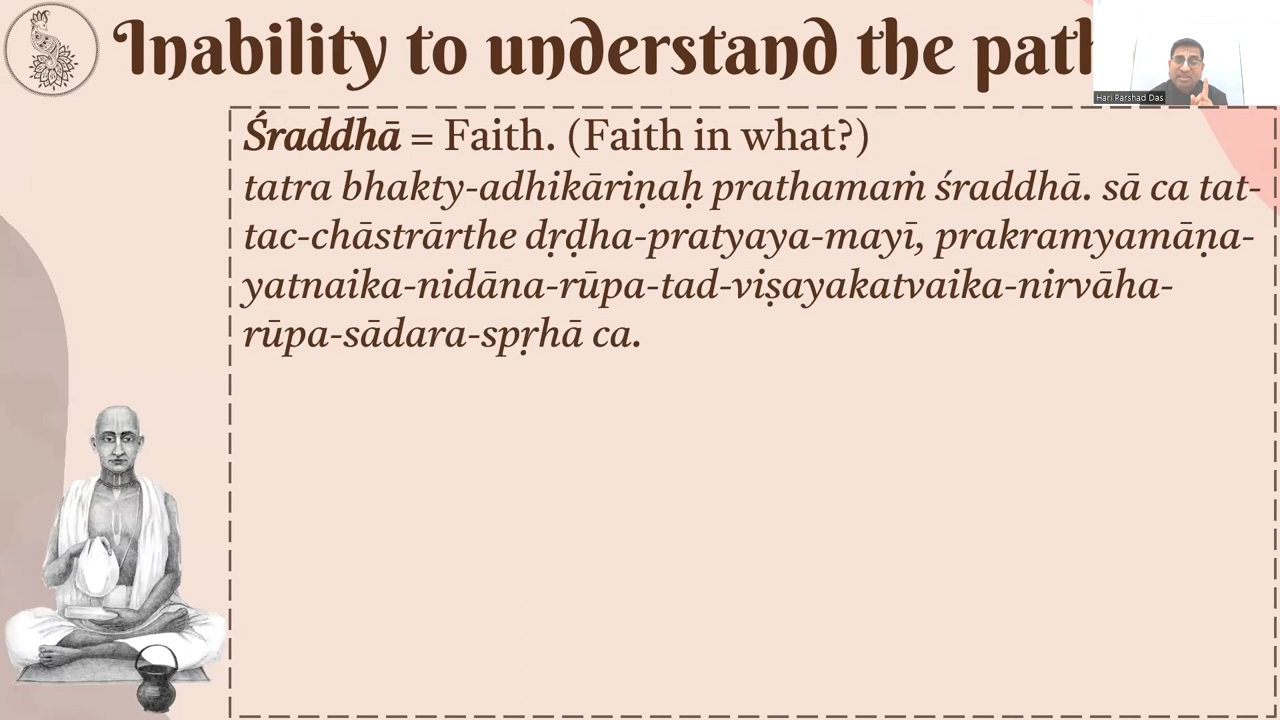 Inability to understand the path
Hari Parshad Das
Śraddhā = Faith. (Faith in what?)
tatra bhakty-adhikāriṇaḥ prathamaṁ śraddhā. sā ca tat-
tac-chāstrārthe dṛḍha-pratyaya-mayī, prakramyamāṇa-
yatnaika-nidāna-rūpa-tad-viṣayakatvaika-nirvāha-
rūpa-sādara-spṛhā ca.